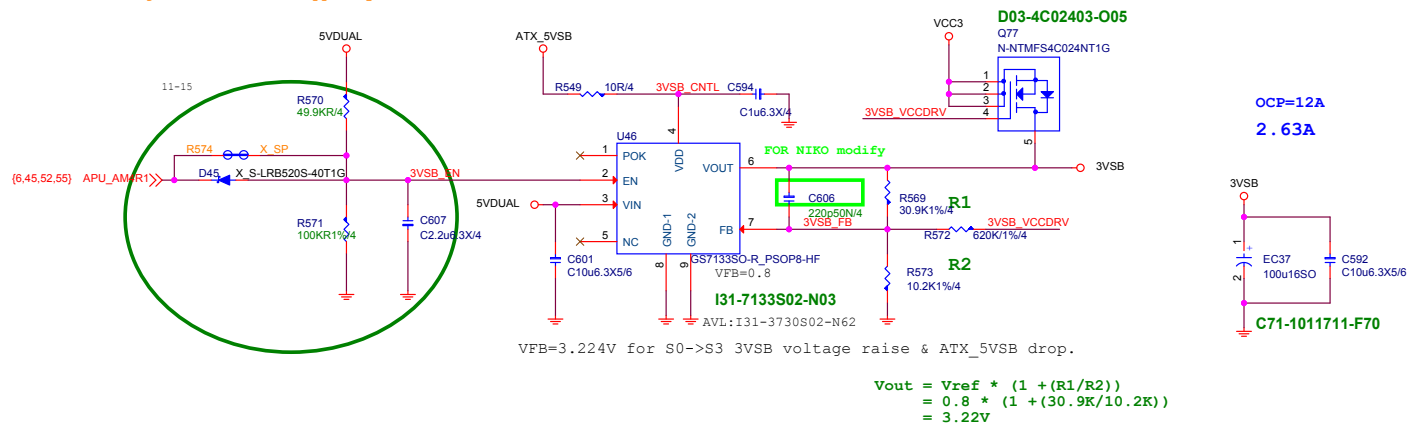 D03-4C02403-O05
VCC3
Q77
N-NTMFS4C024NT1G
5VDUAL
ATX_5VSB
11-15
R570
49.9KR/4
R549
10R/4
3VSB_CNTL
C594
C1u6.3X/4
1
2
3
4
3VSB_VCCDRV
5
OCP=12A
2.63A
R574
X_SP
{6,45,52,55}
APU_AM4R1
D45
X_S-LRB520S-40T1G
3VSB_EN
U46
4
FOR NIKO modify
1
POK
VDD
VOUT
6
3VSB
2
EN
5VDUAL
3
VIN
C606
220p50N/4
R569
30.9K1%/4
R1
3VSB
R571
100KR1%/4
C607
C2.2u6.3X/4
5
NC
GND-1
GND-2
FB
7
3VSB_FB
R572
620K/1%/4
3VSB_VCCDRV
C601
C10u6.3X5/6
8
9
GS7133SO-R_PSOP8-HF
VFB=0.8
R573
10.2K1%/4
R2
1
+
2
EC37
100u16SO
C592
C10u6.3X5/6
I31-7133S02-N03
AVL:I31-3730S02-N62
C71-1011711-F70
VFB=3.224V for S0->S3 3VSB voltage raise & ATX_5VSB drop.
Vout = Vref * (1 +(R1/R2))
= 0.8 * (1 +(30.9K/10.2K))
= 3.22V